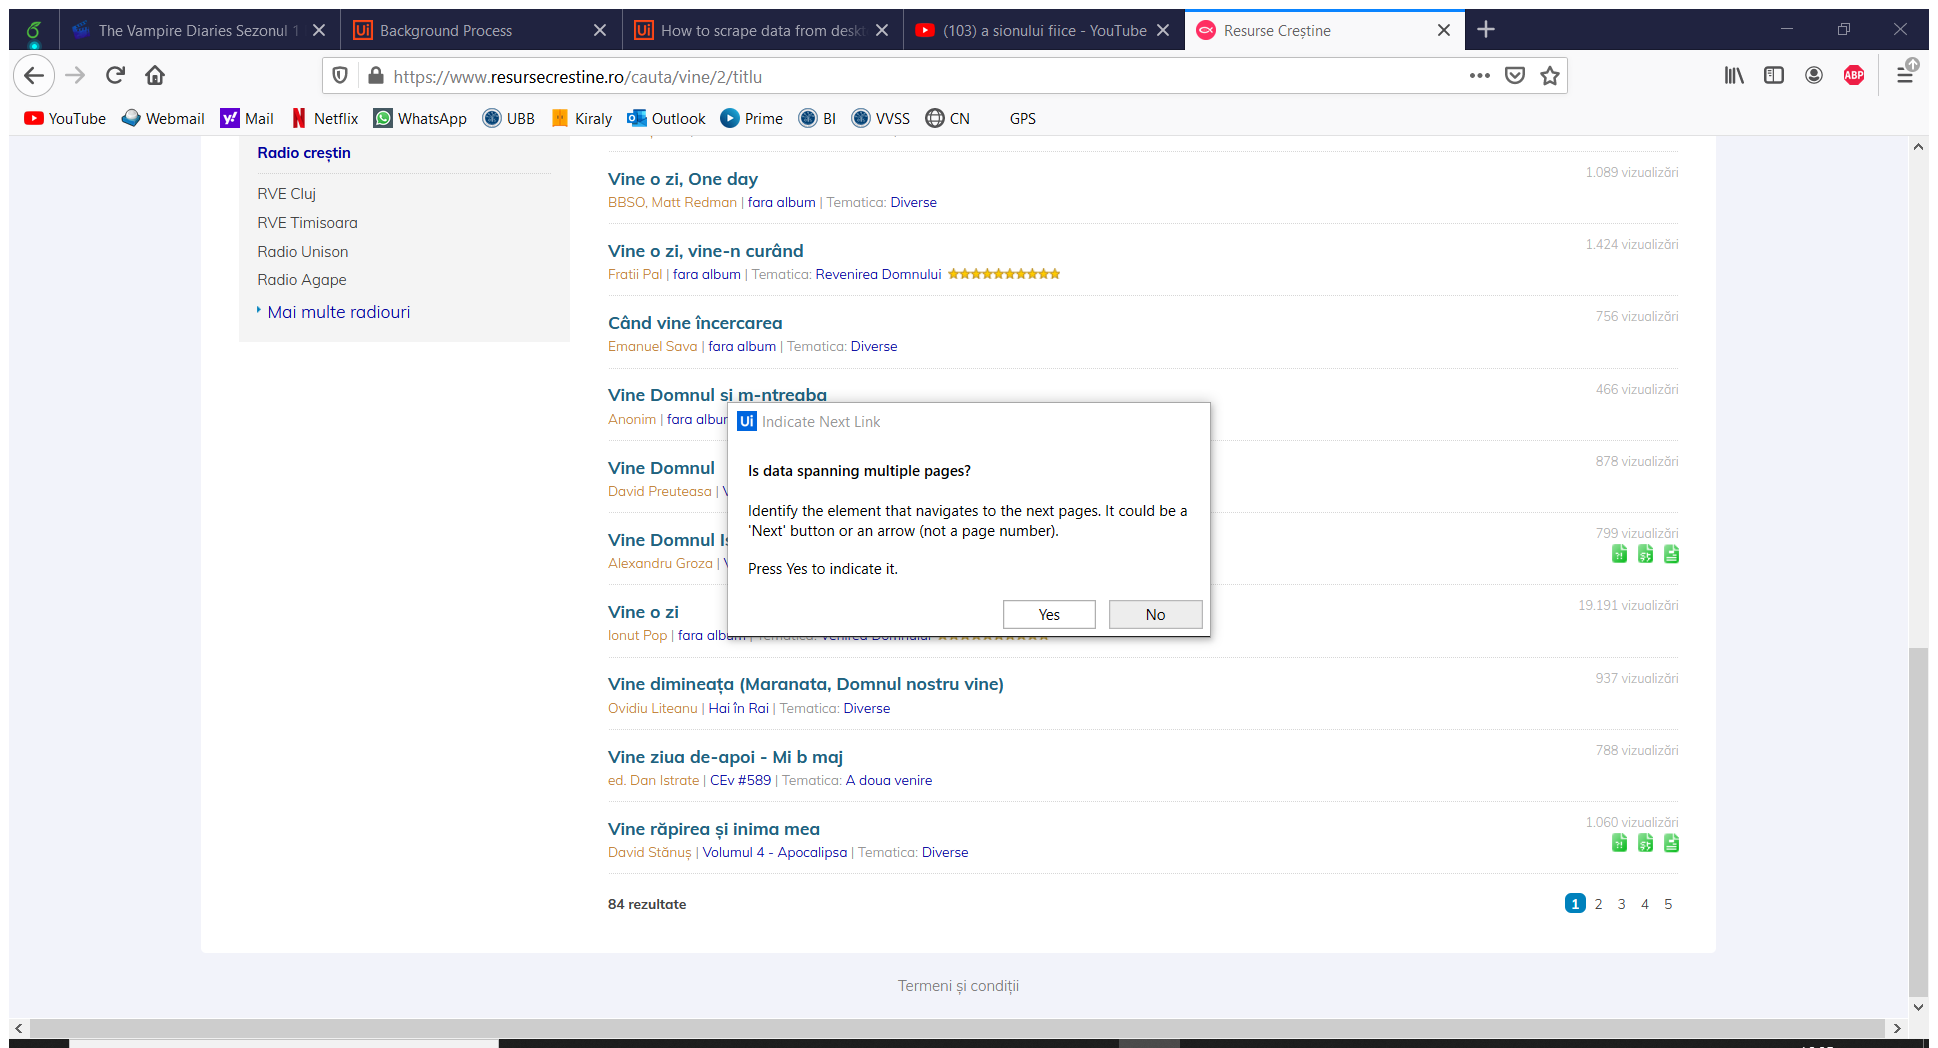 The Vampire Diaries Sezonul 1
Background Process
How to scrape data from deskt
(103) a sionului fiice - YouTube
Resurse Creștine
https://www.resursecrestine.ro/cauta/vine/2/titlu
ABP
YouTube
Webmail
Mail
Netflix
WhatsApp
UBB
Kiraly
Outlook
Prime
BI
VVSS
CN
GPS
Radio creștin
RVE Cluj
RVE Timisoara
Radio Unison
Radio Agape
Mai multe radiouri
Vine o zi, One day
1.089 vizualizări
BBSO, Matt Redman | fara album | Tematica: Diverse
Vine o zi, vine-n curând
1.424 vizualizări
Fratii Pal | fara album | Tematica: Revenirea Domnului
Când vine încercarea
756 vizualizări
Emanuel Sava | fara album | Tematica: Diverse
Vine Domnul si m-ntreaba
466 vizualizări
Anonim | fara albu
Vine Domnul
878 vizualizări
David Preuteasa | V
Vine Domnul Is
799 vizualizări
Alexandru Groza | V
Vine o zi
19.191 vizualizări
Ionut Pop | fara album | Tematica: Venirea Domnului
Vine dimineața (Maranata, Domnul nostru vine)
937 vizualizări
Ovidiu Liteanu | Hai în Rai | Tematica: Diverse
Vine ziua de-apoi - Mi b maj
788 vizualizări
ed. Dan Istrate | CEv #589 | Tematica: A doua venire
Vine răpirea și inima mea
1.060 vizualizări
David Stănuș | Volumul 4 - Apocalipsa | Tematica: Diverse
84 rezultate
1 2 3 4 5
Termeni și condiții
Ui Indicate Next Link
Is data spanning multiple pages?
Identify the element that navigates to the next pages. It could be a
'Next' button or an arrow (not a page number).
Press Yes to indicate it.
Yes
No